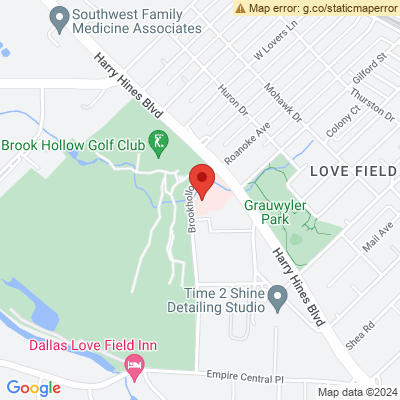 Map error: g.co/staticmaperror
Southwest Family
Medicine Associates
W Lovers Ln
Gilford St
Harry Hines Blvd
Huron Dr
Mohawk Dr
Thurston Dr
Colony Ct
Roanoke Ave
Brook Hollow Golf Club
LOVE FIELD
Brookhollo
Grauwyler
Park
Mail Ave
Harry Hines Blvd
Time 2 Shine
Detailing Studio
Shea Rd
Dallas Love Field Inn
Empire Central Pl
Google
Map data ©2024